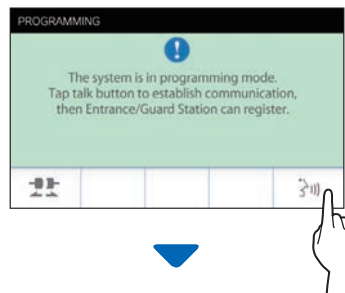 PROGRAMMING
The system is in programming mode.
Tap talk button to establish communication,
then Entrance/Guard Station can register.